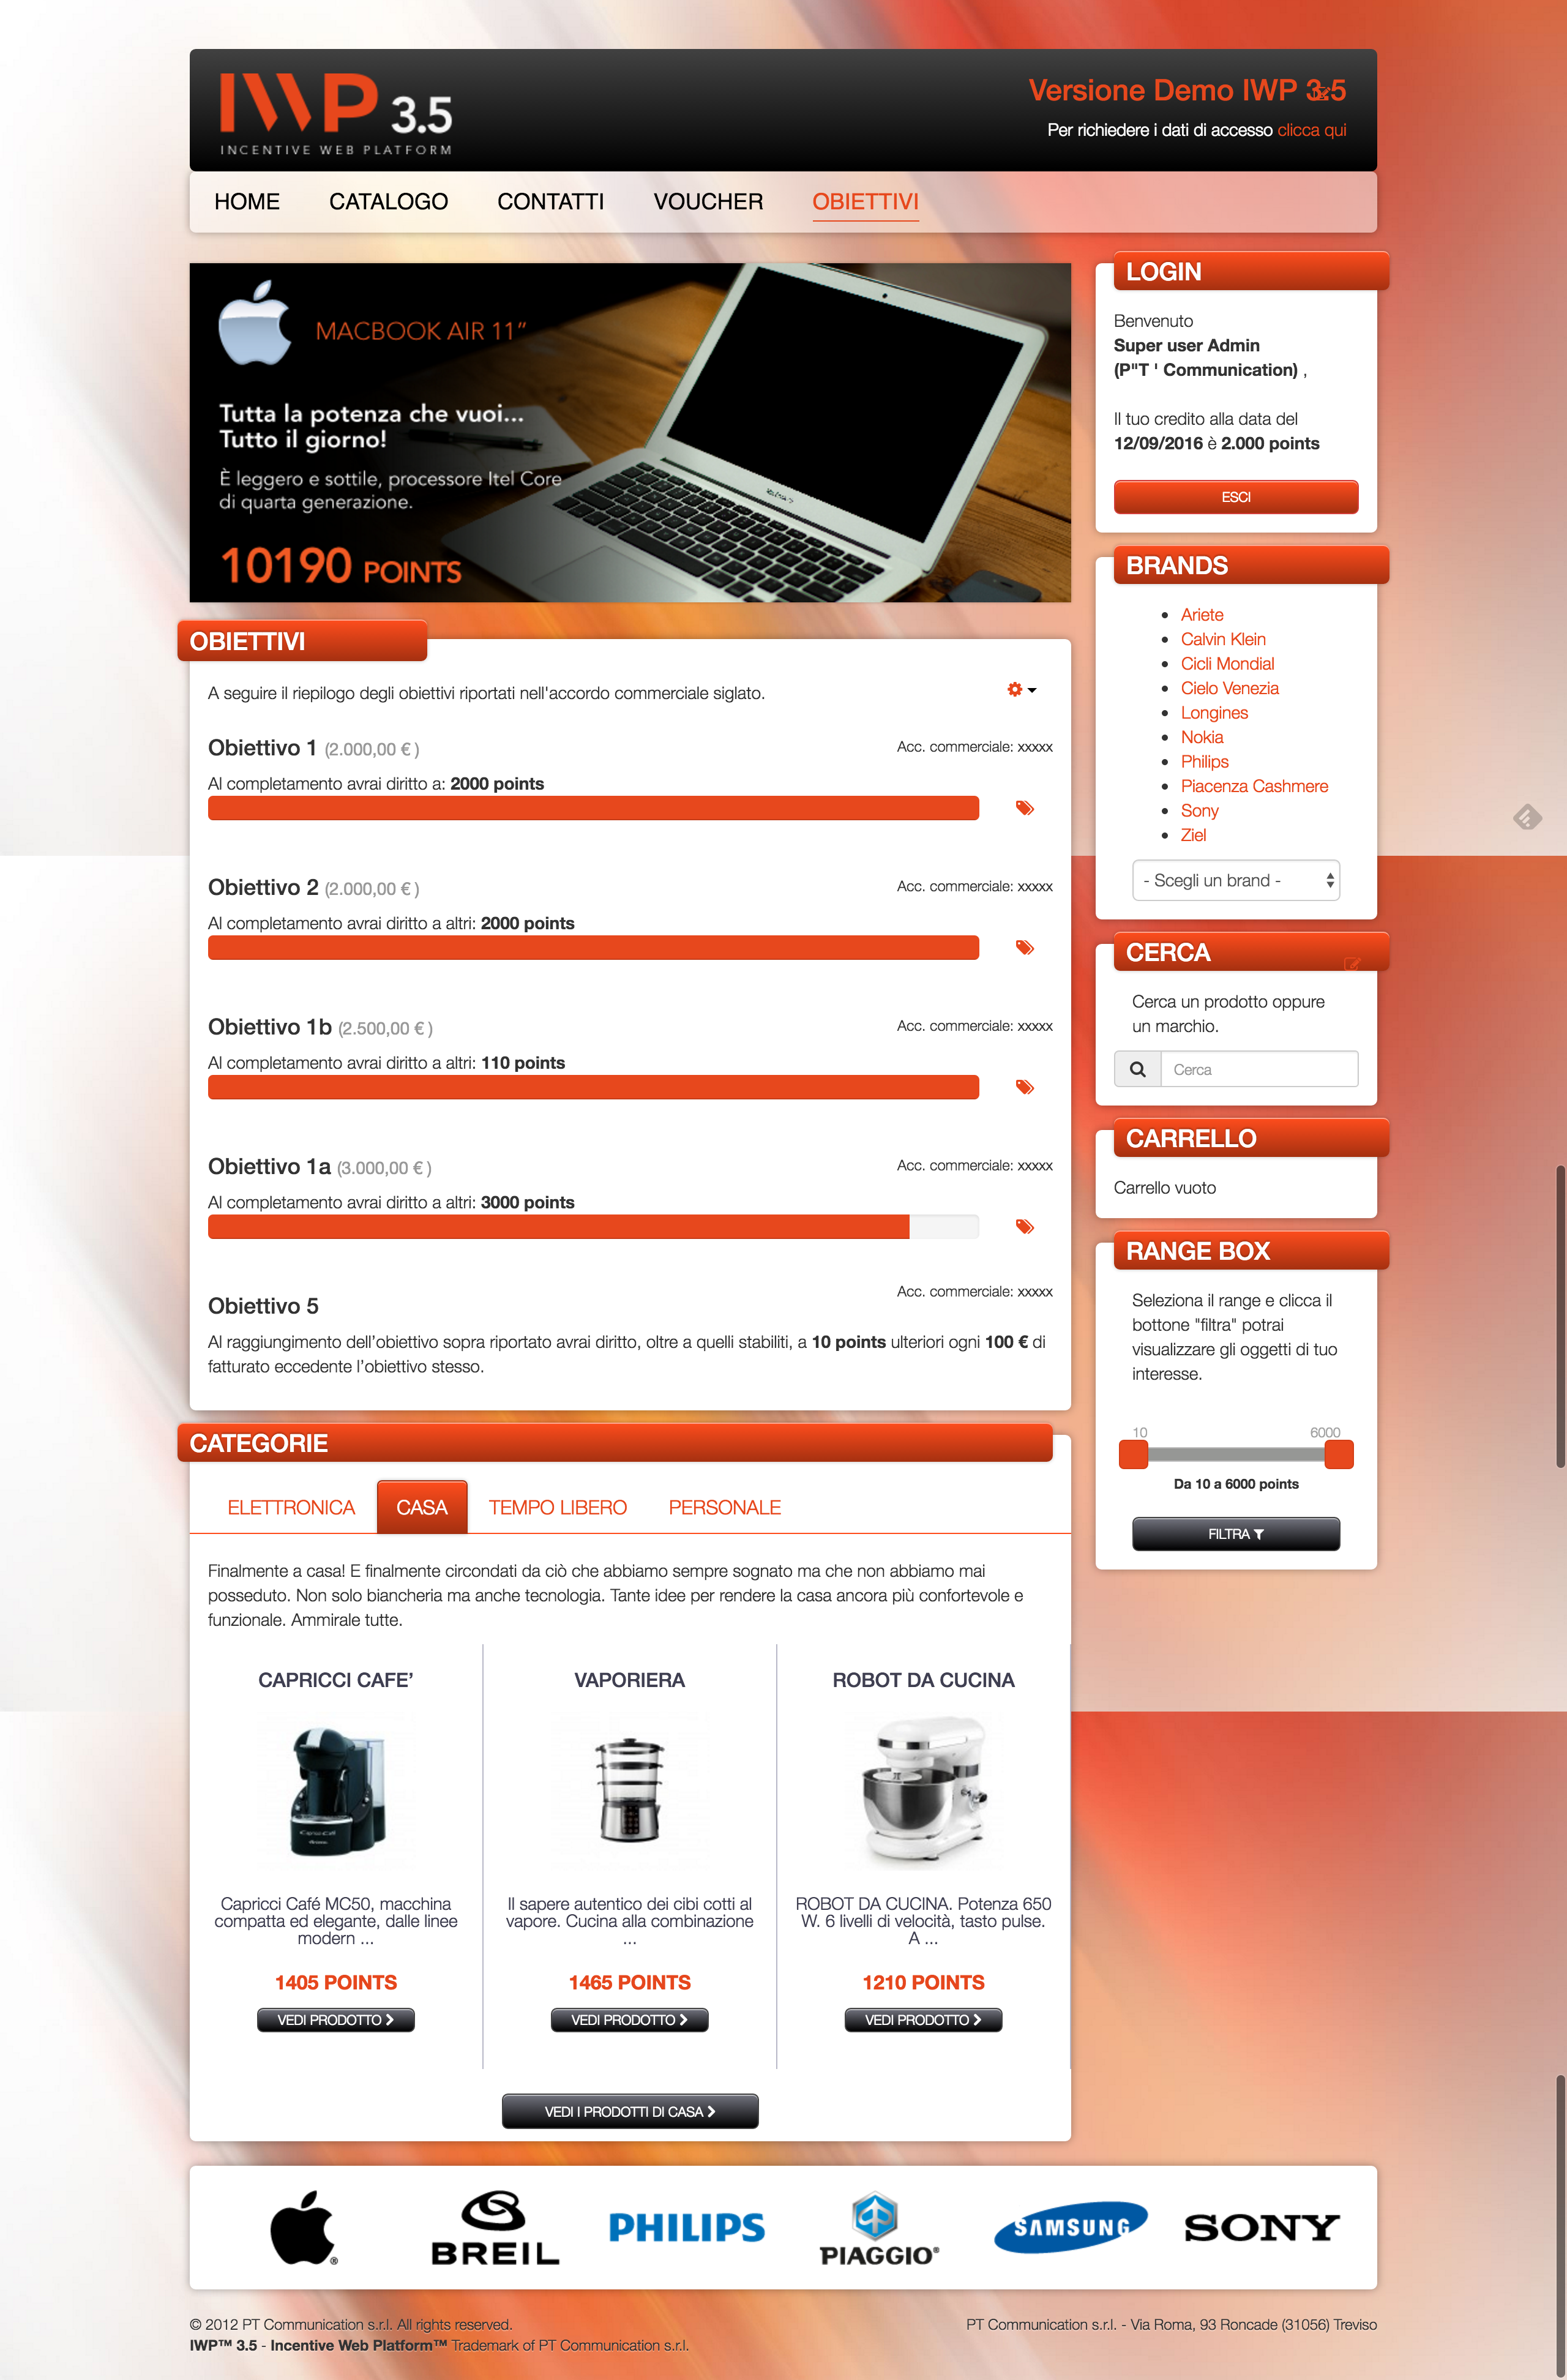 IWP 3.5
INCENTIVE WEB PLATFORM
Versione Demo IWP 3.5
Per richiedere i dati di accesso clicca qui
HOME CATALOGO CONTATTI VOUCHER OBIETTIVI
MACBOOK AIR 11”
Tutta la potenza che vuoi...
Tutto il giorno!
È leggero e sottile, processore Itel Core
di quarta generazione.
10190 POINTS
OBIETTIVI
A seguire il riepilogo degli obiettivi riportati nell'accordo commerciale siglato.
Obiettivo 1 (2.000,00 € )
Acc. commerciale: xxxxx
Al completamento avrai diritto a: 2000 points
Obiettivo 2 (2.000,00 € )
Acc. commerciale: xxxxx
Al completamento avrai diritto a altri: 2000 points
Obiettivo 1b (2.500,00 € )
Acc. commerciale: xxxxx
Al completamento avrai diritto a altri: 110 points
Obiettivo 1a (3.000,00 € )
Acc. commerciale: xxxxx
Al completamento avrai diritto a altri: 3000 points
Acc. commerciale: xxxxx
Obiettivo 5
Al raggiungimento dell’obiettivo sopra riportato avrai diritto, oltre a quelli stabiliti, a 10 points ulteriori ogni 100 € di
fatturato eccedente l’obiettivo stesso.
CATEGORIE
ELETTRONICA CASA TEMPO LIBERO PERSONALE
Finalmente a casa! E finalmente circondati da ciò che abbiamo sempre sognato ma che non abbiamo mai
posseduto. Non solo biancheria ma anche tecnologia. Tante idee per rendere la casa ancora più confortevole e
funzionale. Ammirale tutte.
CAPRICCI CAFE’
Capricci Café MC50, macchina
compatta ed elegante, dalle linee
modern ...
1405 POINTS
VEDI PRODOTTO
VAPORIERA
Il sapere autentico dei cibi cotti al
vapore. Cucina alla combinazione
...
1465 POINTS
VEDI PRODOTTO
ROBOT DA CUCINA
ROBOT DA CUCINA. Potenza 650
W. 6 livelli di velocità, tasto pulse.
A ...
1210 POINTS
VEDI PRODOTTO
VEDI I PRODOTTI DI CASA
LOGIN
Benvenuto
Super user Admin
(P"T ' Communication) ,
Il tuo credito alla data del
12/09/2016 è 2.000 points
ESCI
BRANDS
Ariete
Calvin Klein
Cicli Mondial
Cielo Venezia
Longines
Nokia
Philips
Piacenza Cashmere
Sony
Ziel
- Scegli un brand -
CERCA
Cerca un prodotto oppure
un marchio.
Cerca
CARRELLO
Carrello vuoto
RANGE BOX
Seleziona il range e clicca il
bottone "filtra" potrai
visualizzare gli oggetti di tuo
interesse.
10 6000
Da 10 a 6000 points
FILTRA
BREIL PHILIPS PIAGGIO® SAMSUNG SONY
© 2012 PT Communication s.r.l. All rights reserved.
IWP™ 3.5 - Incentive Web Platform™ Trademark of PT Communication s.r.l.
PT Communication s.r.l. - Via Roma, 93 Roncade (31056) Treviso